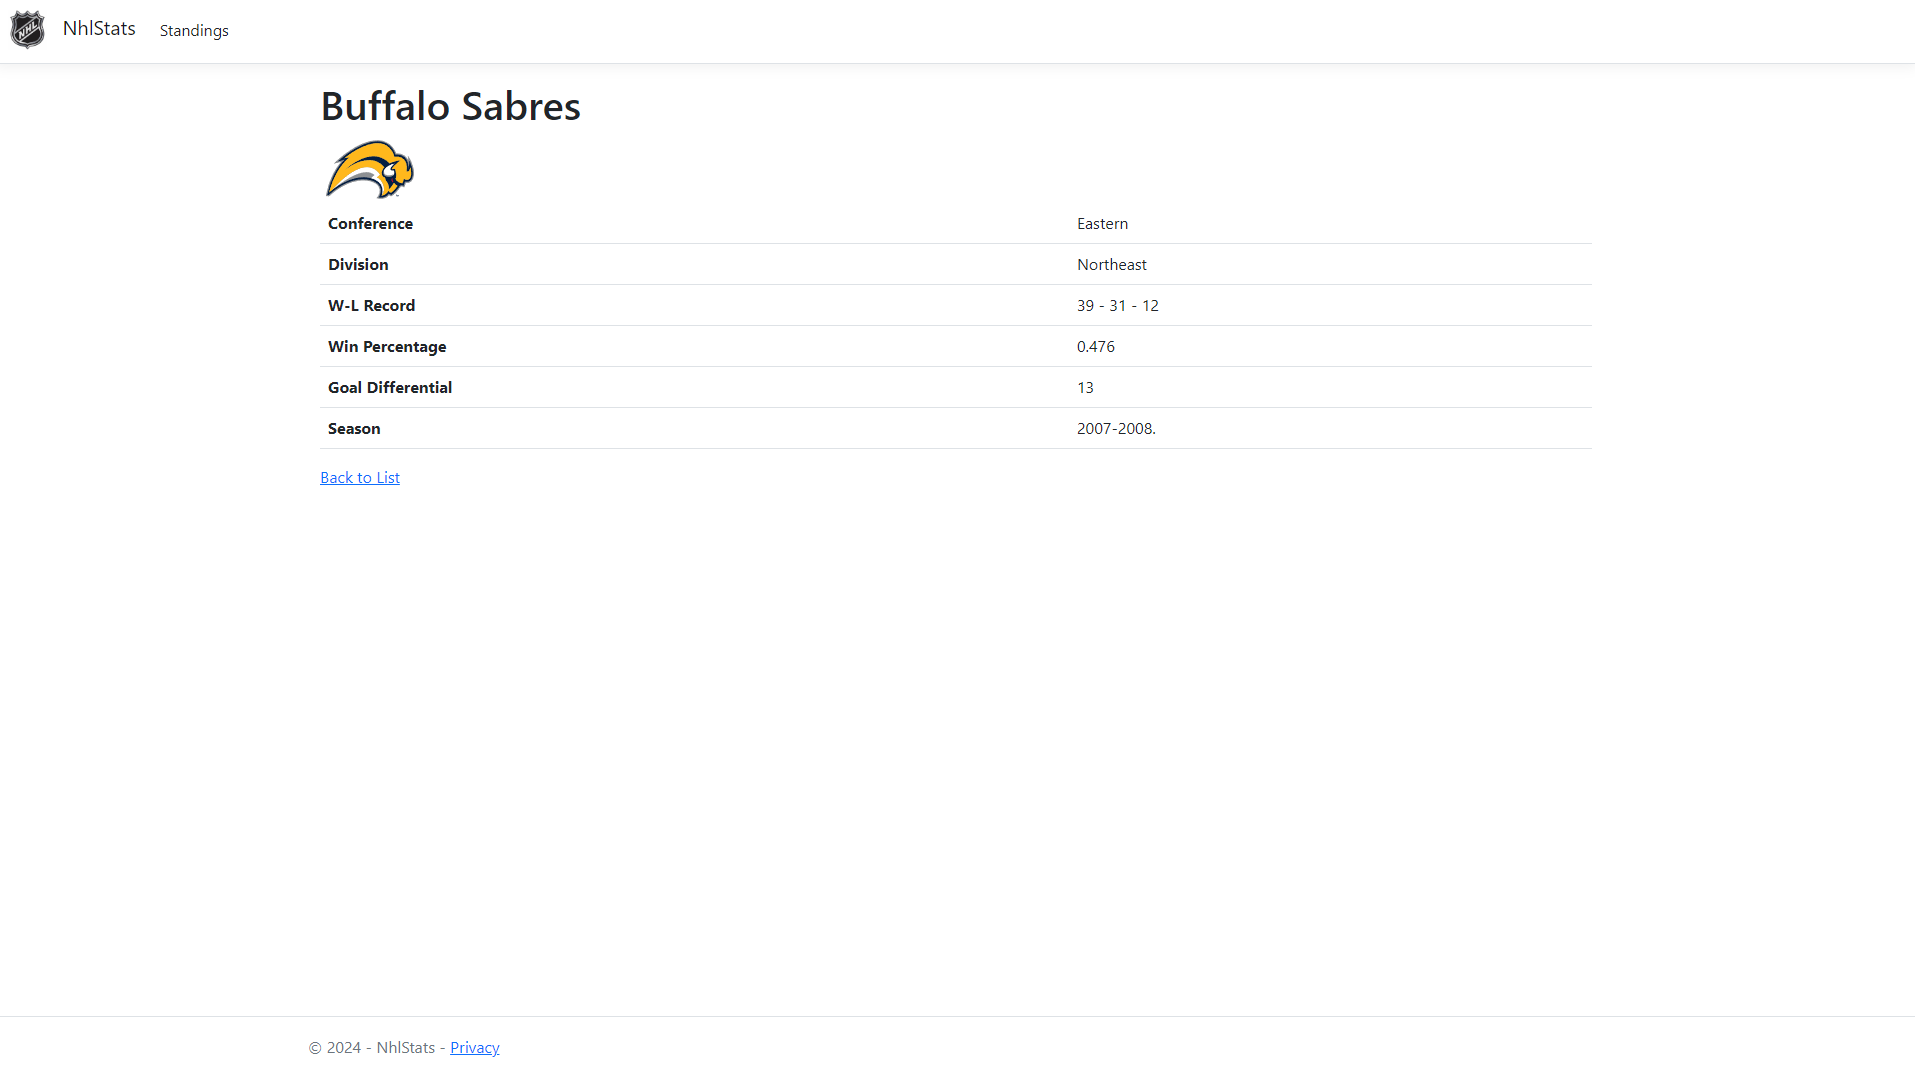 NHL NhlStats Standings
Buffalo Sabres
Conference Eastern
Division Northeast
W-L Record 39 - 31 - 12
Win Percentage 0.476
Goal Differential 13
Season 2007-2008.
Back to List
© 2024 - NhlStats - Privacy